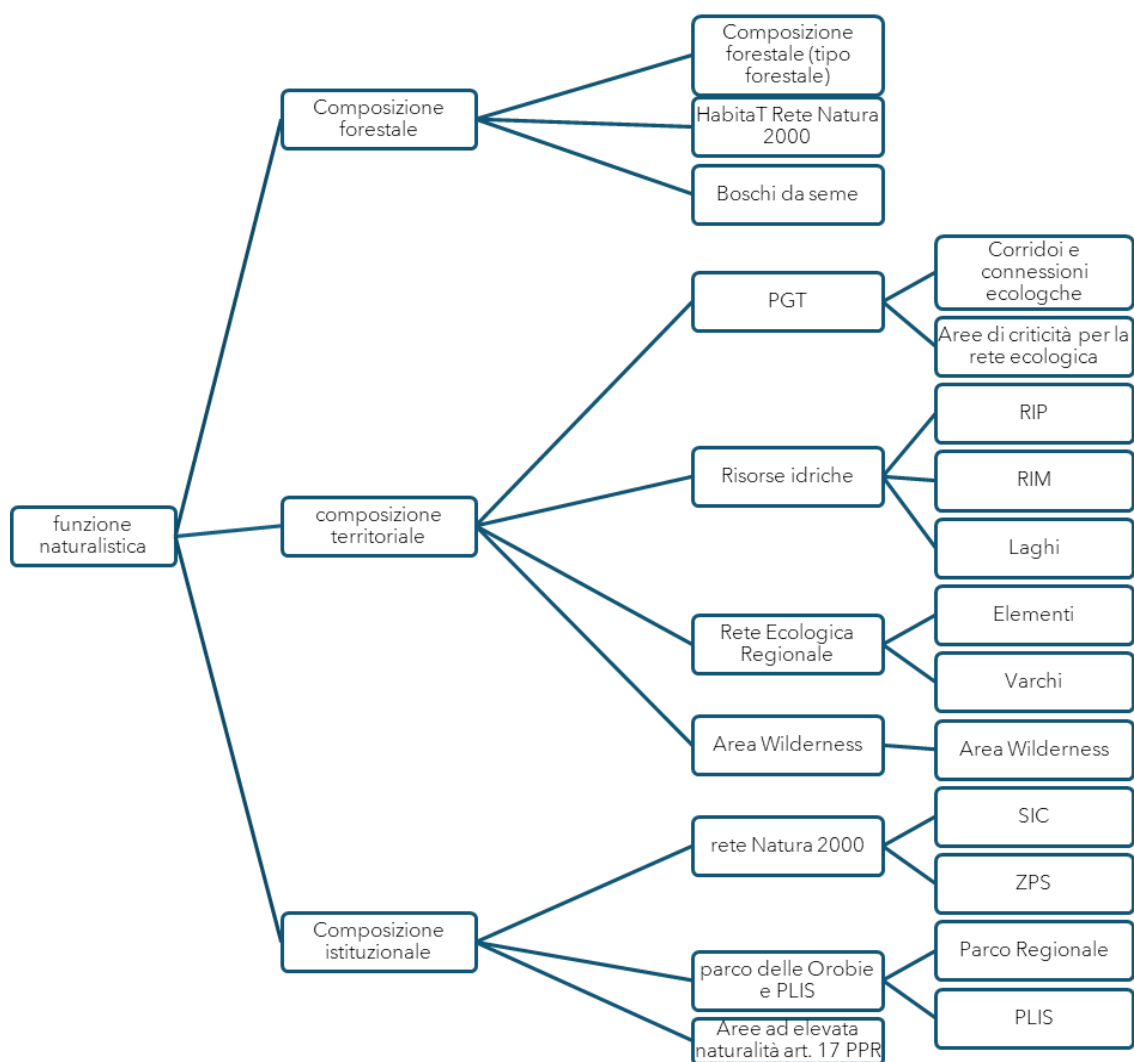 funzione
naturalistica
Composizione
forestale
Composizione
forestale (tipo
forestale)
HabitaT Rete Natura
2000
Boschi da seme
composizione
territoriale
PGT
Corridoi e
connessioni
ecologche
Aree di criticità per la
rete ecologica
Risorse idriche
RIP
RIM
Laghi
Rete Ecologica
Regionale
Elementi
Varchi
Area Wilderness
Area Wilderness
Composizione
istituzionale
rete Natura 2000
SIC
ZPS
parco delle Orobie
e PLIS
Parco Regionale
PLIS
Aree ad elevata
naturalità art. 17 PPR